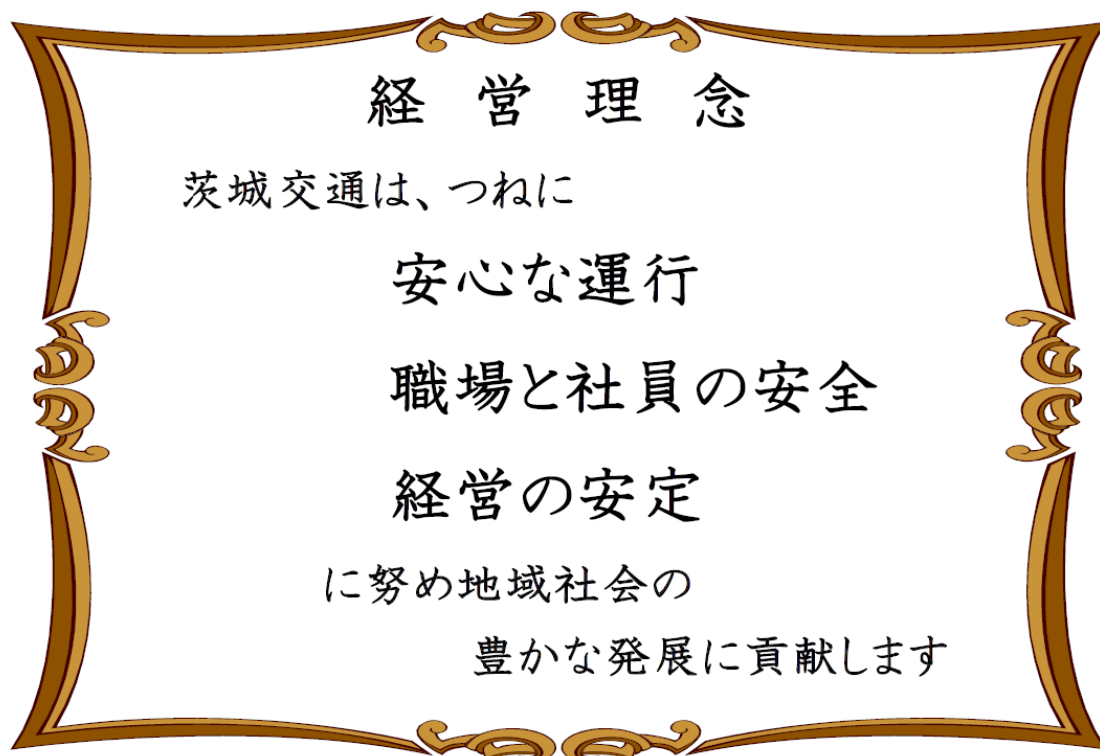 経営理念
茨城交通は、つねに
安心な運行
職場と社員の安全
経営の安定
に努め地域社会の
豊かな発展に貢献します